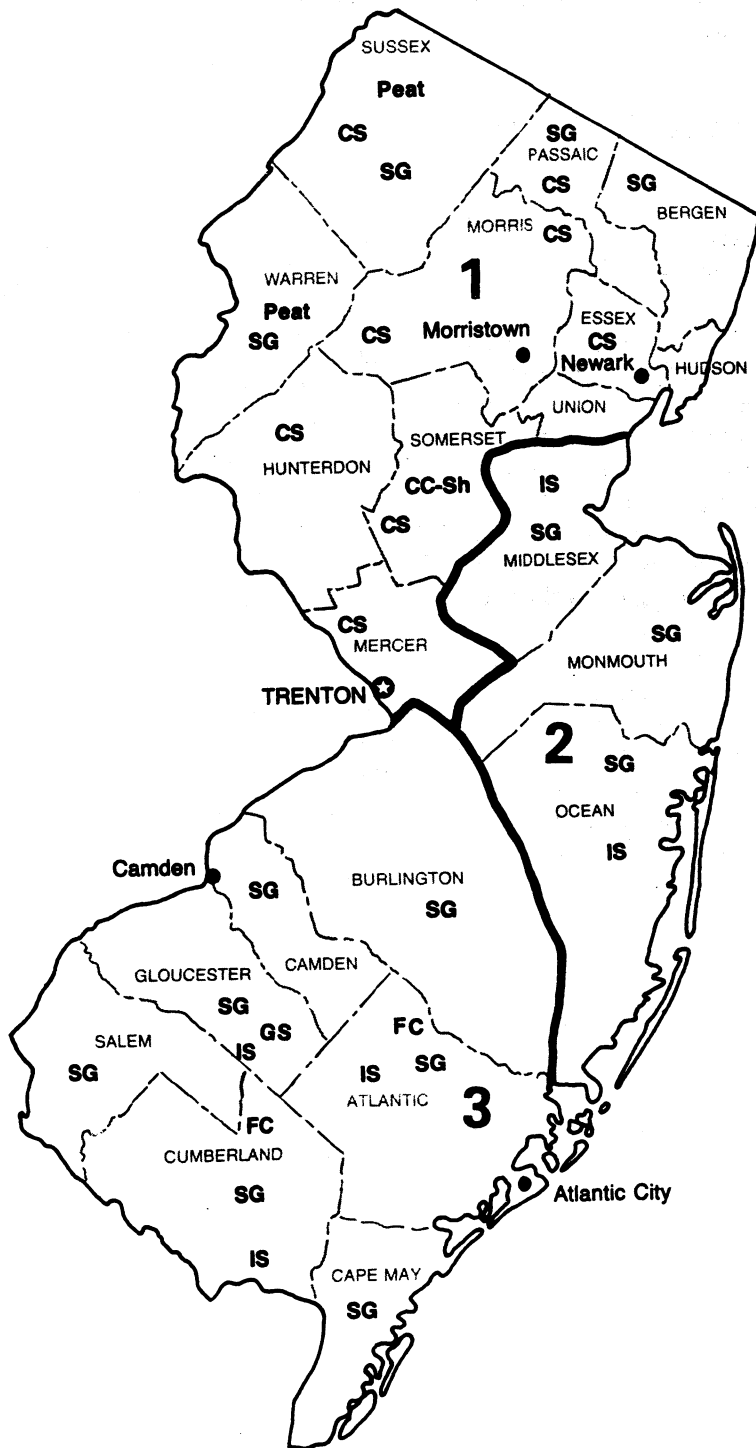 SUSSEX
Peat
CS
SG
SG
PASSAIC
CS
SG
BERGEN
MORRIS
CS
1
WARREN
Peat
SG
CS
Morristown
ESSEX
CS
Newark
HUDSON
UNION
CS
HUNTERDON
SOMERSET
CC-Sh
CS
IS
SG
MIDDLESEX
CS
MERCER
TRENTON
SG
MONMOUTH
2
SG
OCEAN
IS
Camden
SG
BURLINGTON
SG
CAMDEN
GLOUCESTER
SG
GS
IS
SALEM
SG
FC
IS
SG
ATLANTIC
3
FC
CUMBERLAND
SG
IS
Atlantic City
CAPE MAY
SG